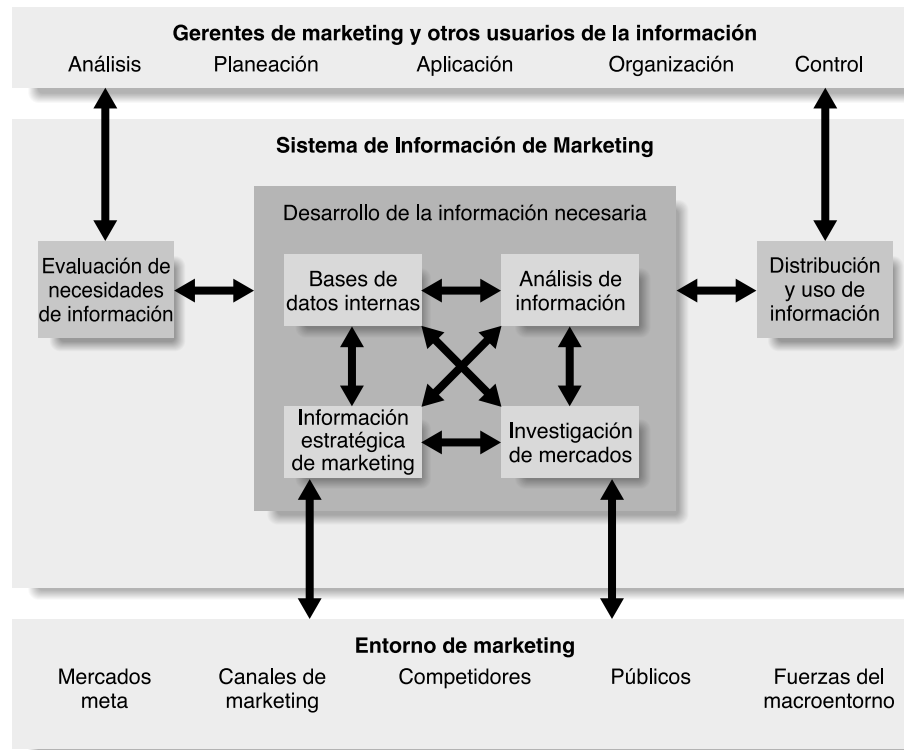 Gerentes de marketing y otros usuarios de la información
Análisis Planeación Aplicación Organización Control
Sistema de Información de Marketing
Desarrollo de la información necesaria
Evaluación de
necesidades
de información
Bases de
datos internas
Análisis de
información
Distribución
y uso de
información
Información
estratégica
de marketing
Investigación
de mercados
Entorno de marketing
Mercados
meta
Canales de
marketing
Competidores
Públicos
Fuerzas del
macroentorno